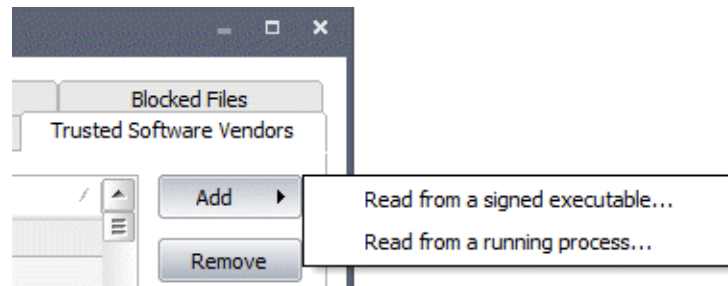 Blocked Files
Trusted Software Vendors
Add
Read from a signed executable...
Read from a running process...
Remove